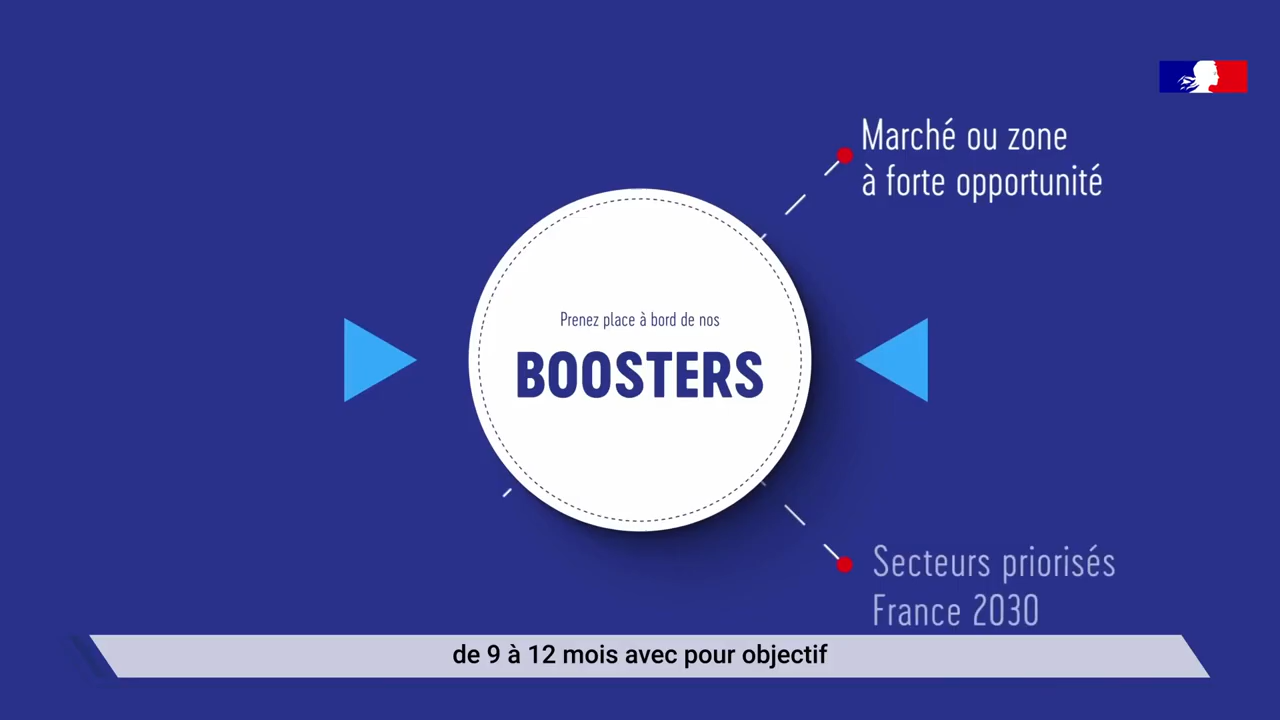 Marché ou zone
à forte opportunité
Prenez place à bord de nos
BOOSTERS
Secteurs priorisés
France 2030
de 9 à 12 mois avec pour objectif